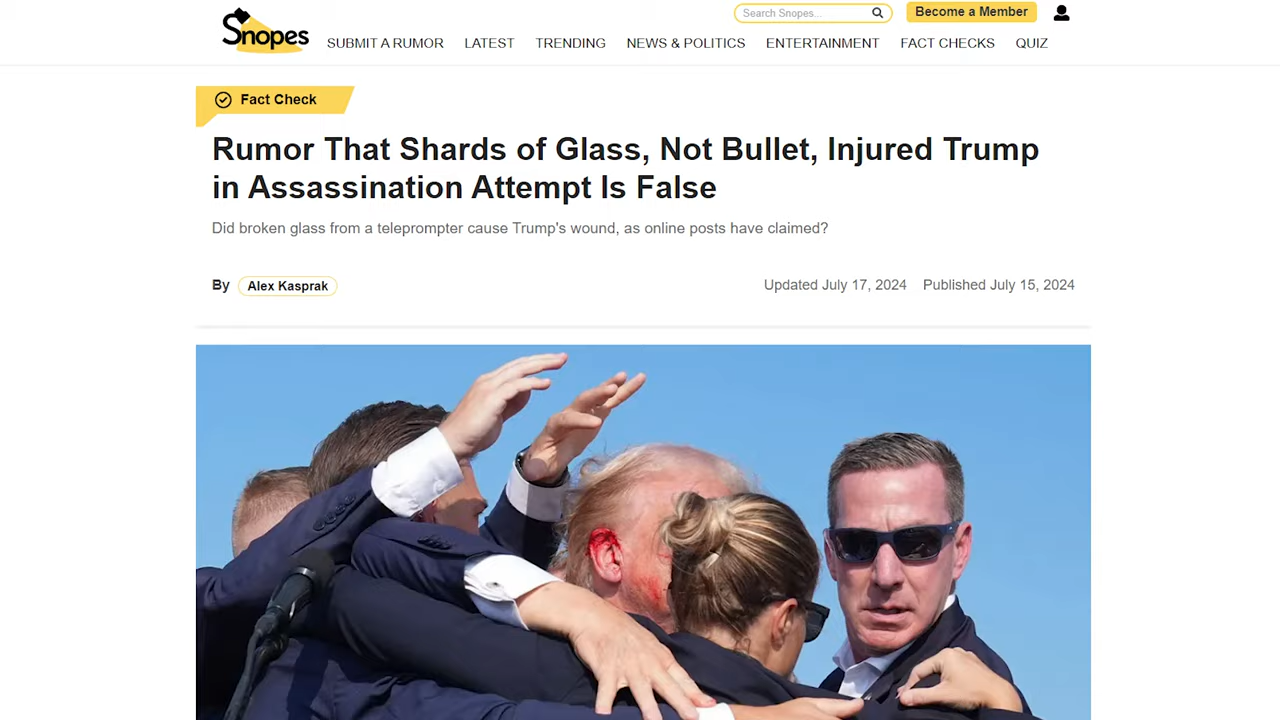 Snopes
Search Snopes...
Become a Member
SUBMIT A RUMOR LATEST TRENDING NEWS & POLITICS ENTERTAINMENT FACT CHECKS QUIZ
Fact Check
Rumor That Shards of Glass, Not Bullet, Injured Trump
in Assassination Attempt Is False
Did broken glass from a teleprompter cause Trump's wound, as online posts have claimed?
By Alex Kasprak Updated July 17, 2024 Published July 15, 2024